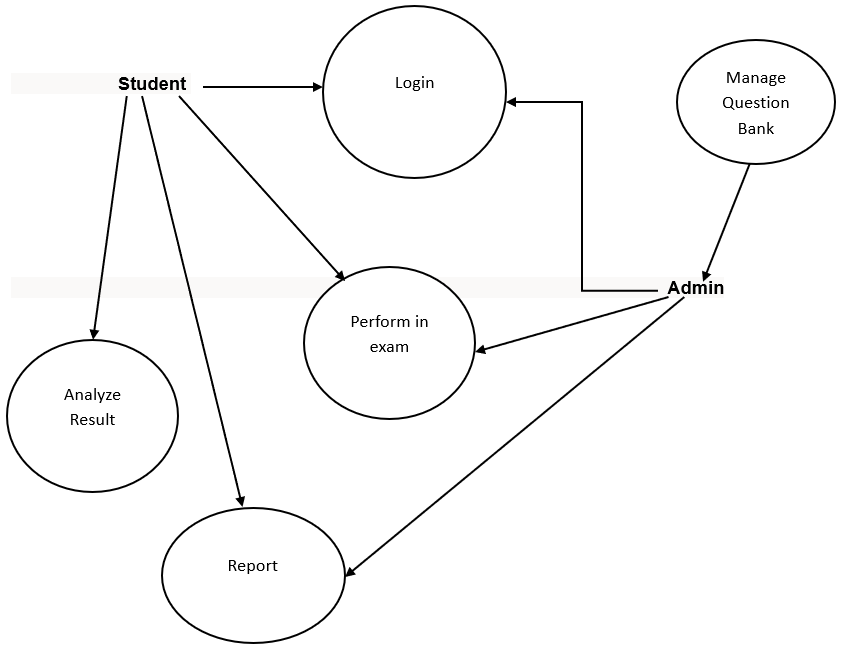 Student
Login
Manage
Question
Bank
Admin
Perform in
exam
Analyze
Result
Report